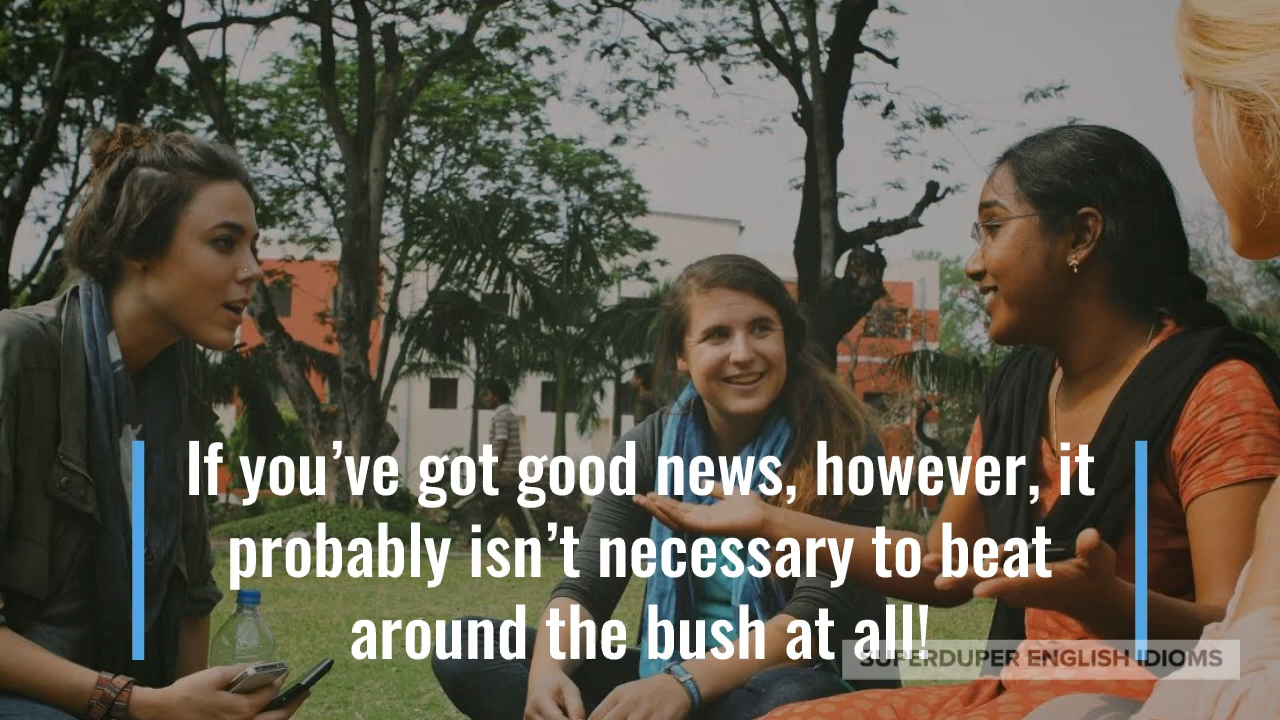 If you’ve got good news, however, it
probably isn’t necessary to beat
around the bush at all!
SUPERDUPER ENGLISH IDIOMS